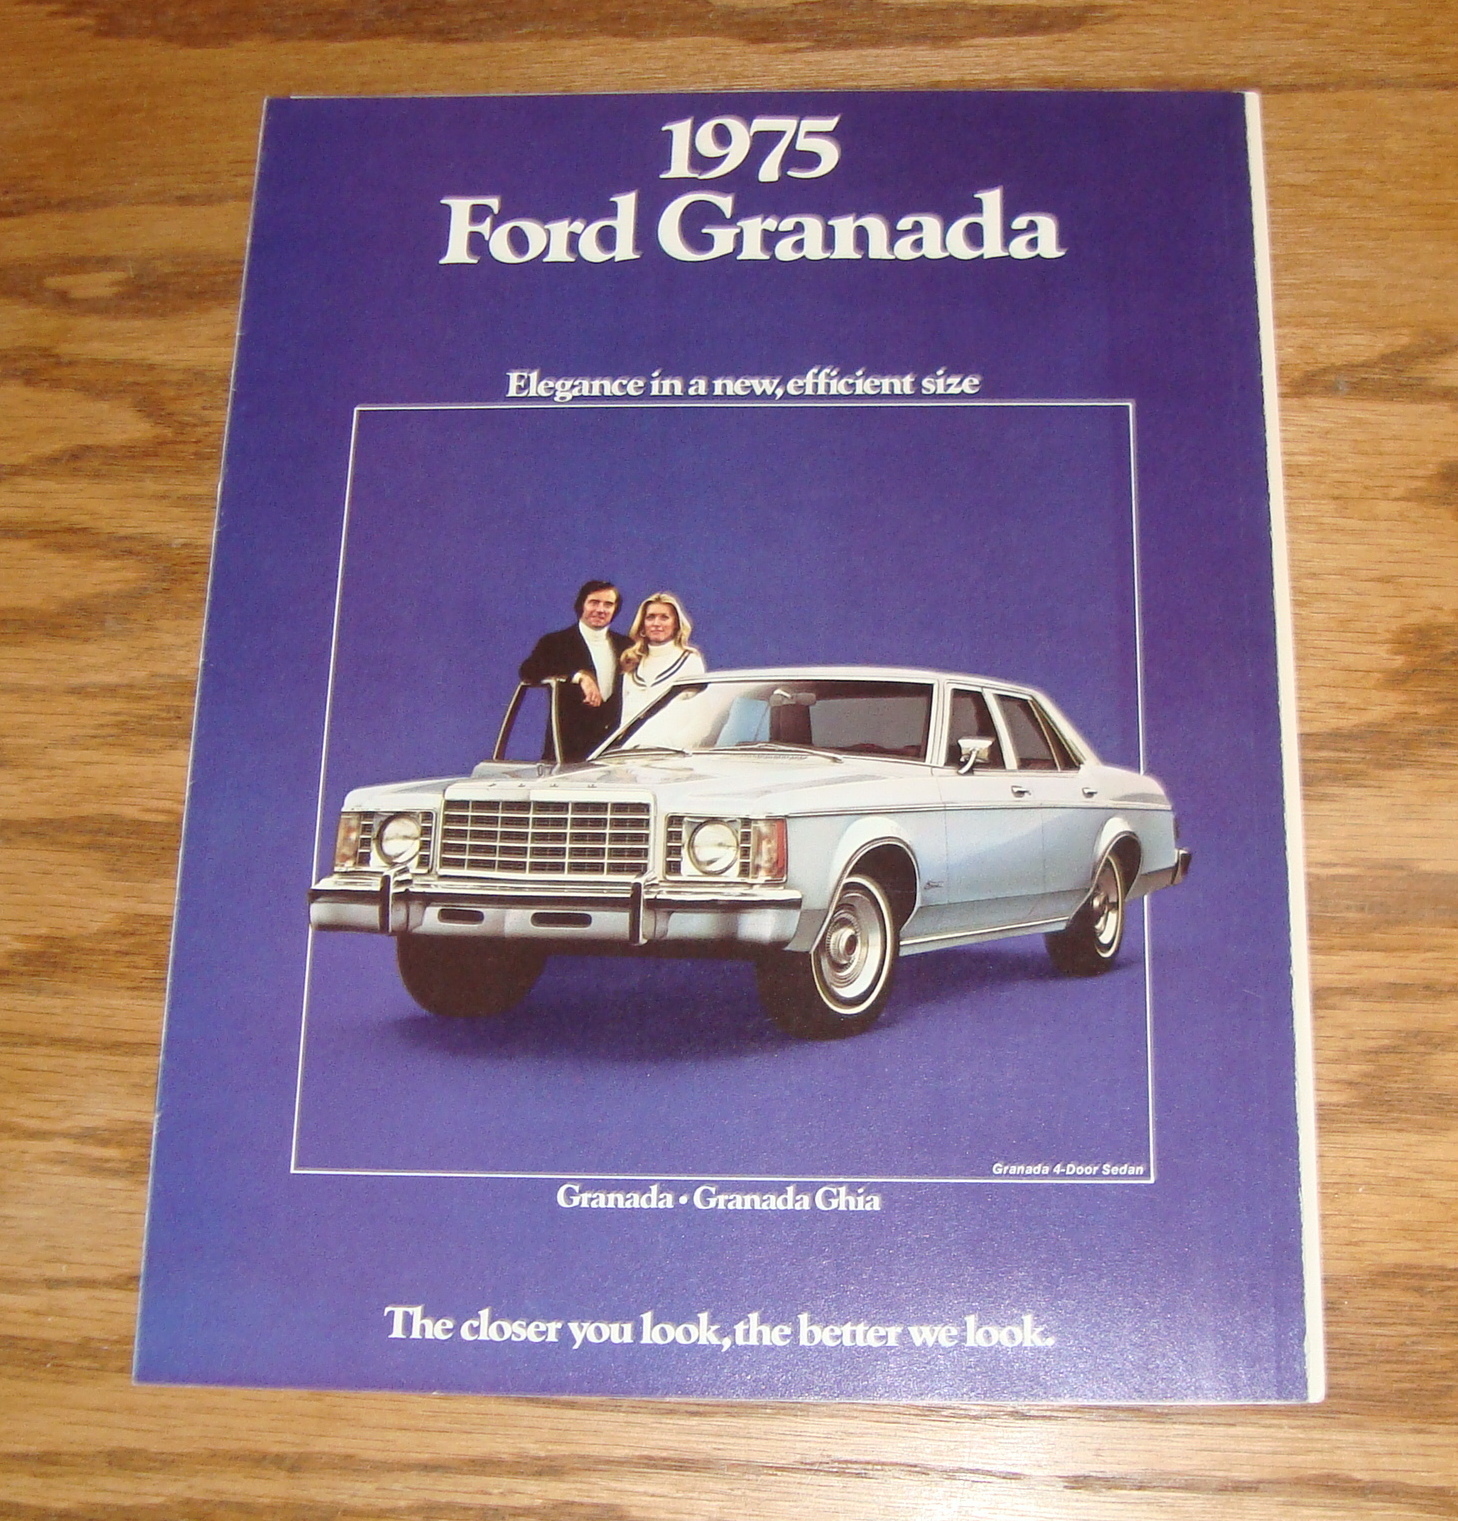 1975
Ford Granada
Elegance in a new, efficient size
FORD
Granada 4-Door Sedan
Granada • Granada Ghia
The closer you look, the better we look.